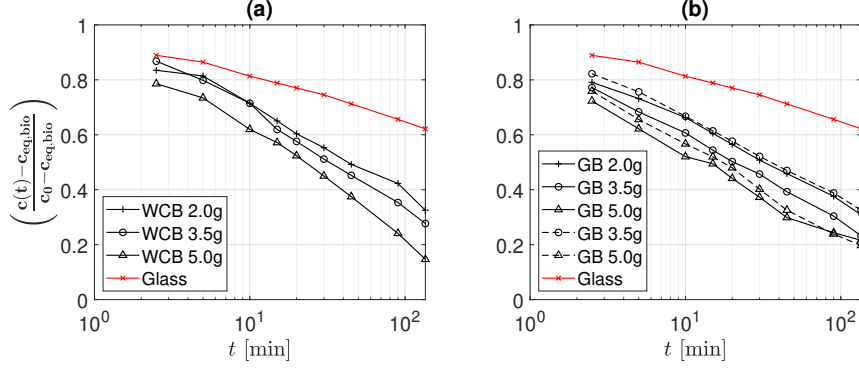 (a)
(b)
1
0.8
0.6
0.4
0.2
0
(c(t)−c_eq,bio / c_0−c_eq,bio)
WCB 2.0g
WCB 3.5g
WCB 5.0g
Glass
10^0
10^1
10^2
t [min]
1
0.8
0.6
0.4
0.2
0
GB 2.0g
GB 3.5g
GB 5.0g
GB 3.5g
GB 5.0g
Glass
10^0
10^1
10^2
t [min]